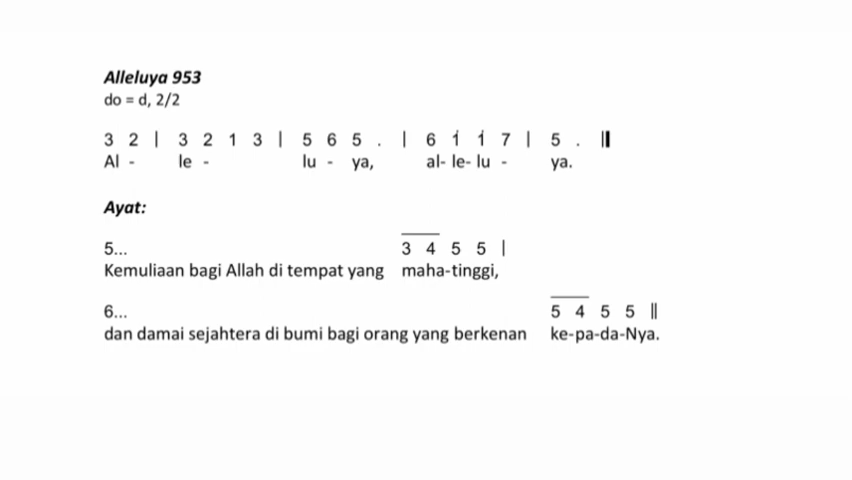 Alleluya 953
do = d, 2/2
3 2 | 3 2 1 3 | 5 6 5 . | 6 i̇ i̇ 7 | 5 . ||
Al - le - lu - ya, al- le- lu - ya.
Ayat:
5... 3 4 5 5 |
Kemuliaan bagi Allah di tempat yang maha-tinggi,
6... 5 4 5 5 ||
dan damai sejahtera di bumi bagi orang yang berkenan ke-pa-da-Nya.